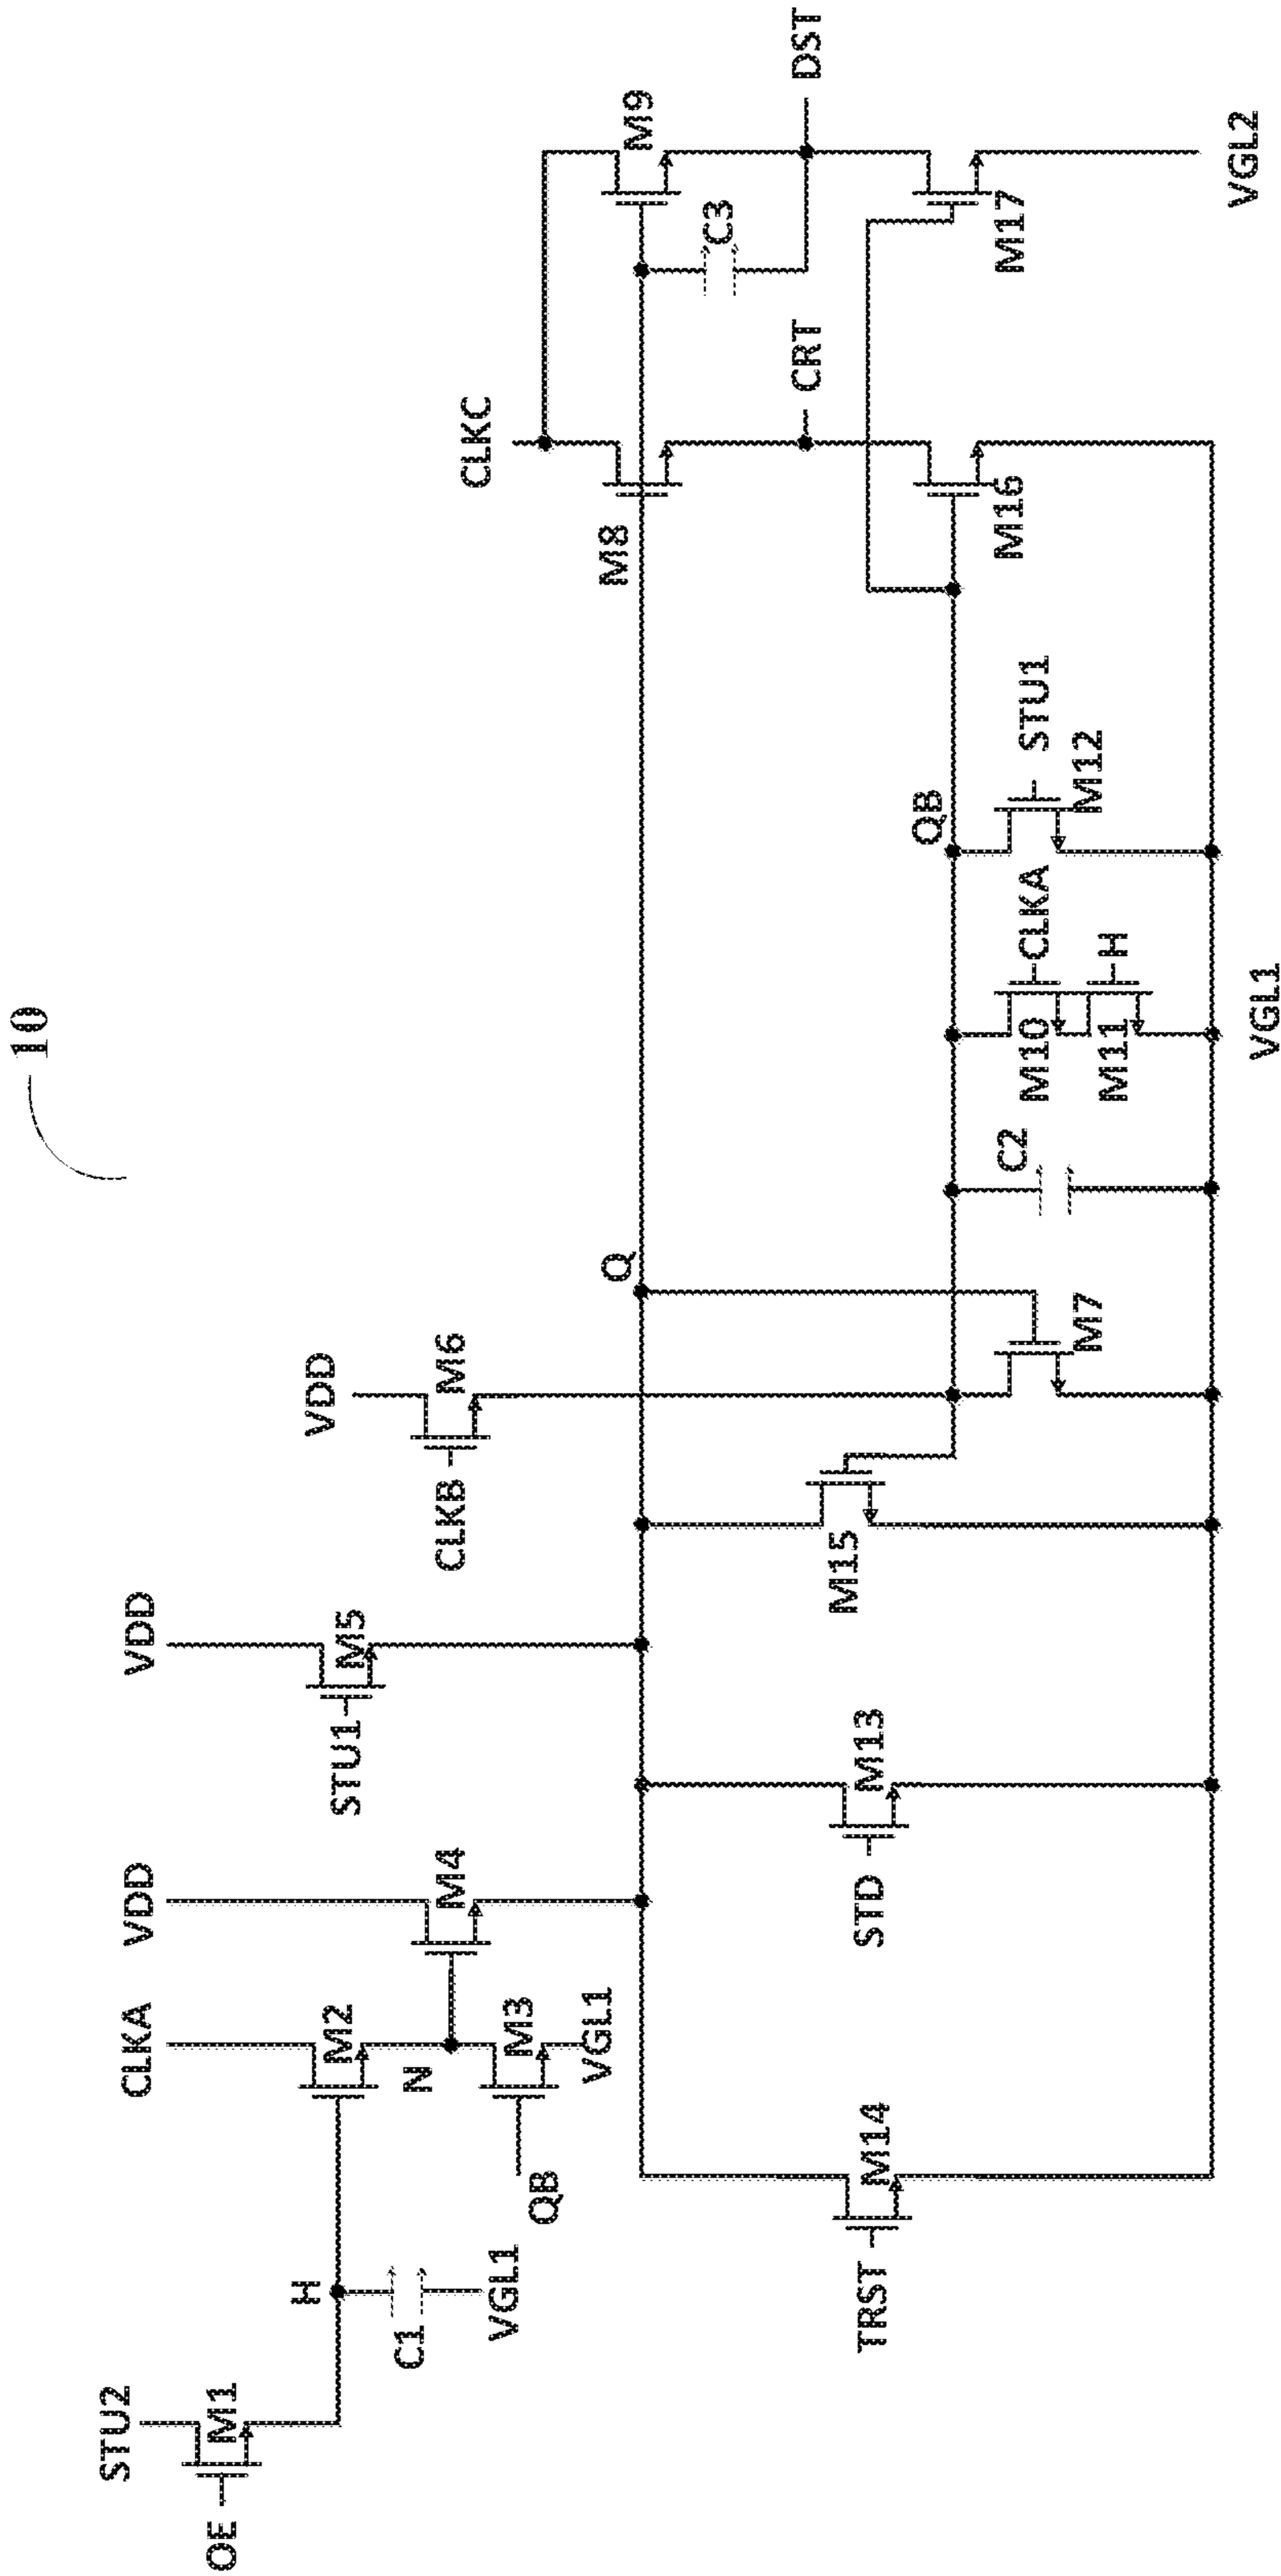 10
STU2
OE
M1
H
C1
VGL1
CLKA
M2
N
QB
M3
VGL1
VDD
M4
VDD
STU1
M5
VDD
CLKB
M6
TRST
M14
STD
M13
M15
M7
Q
C2
M10
CLKA
M11
H
VGL1
QB
STU1
M12
CLKC
M8
CRT
M16
M9
C3
DST
M17
VGL2